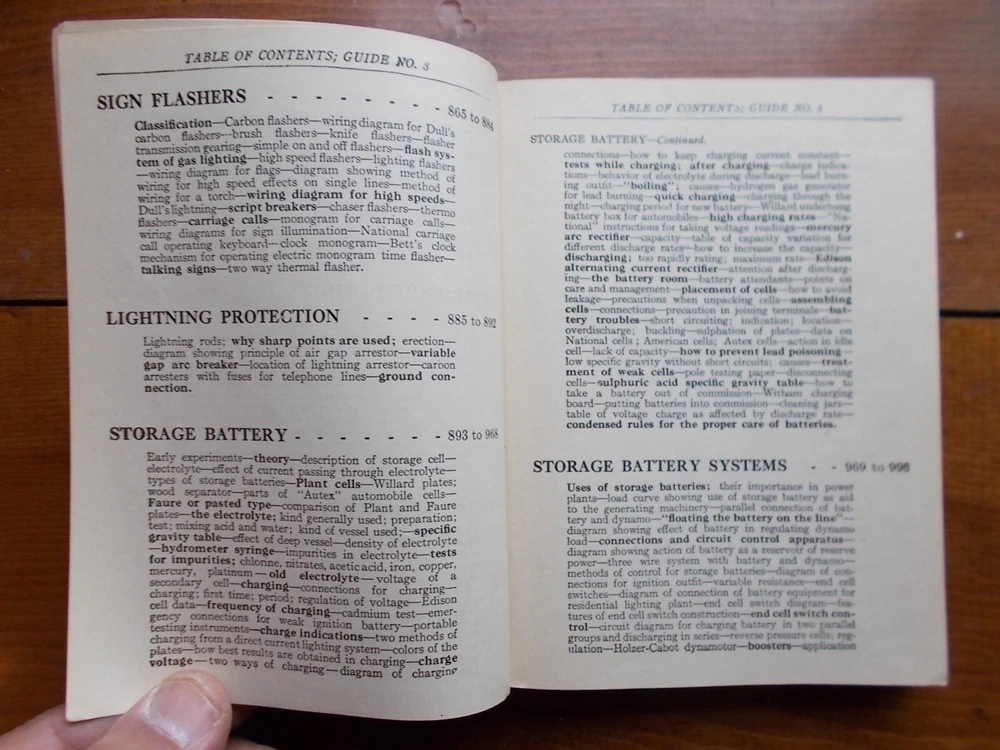 TABLE OF CONTENTS; GUIDE NO. 8
SIGN FLASHERS - - - - - - - - 865 to 884
Classification—Carbon flashers—wiring diagram for Dull's
carbon flashers—brush flashers—knife flashers—flasher
transmission gearing—simple on and off flashers—flash sys-
tem of gas lighting—high speed flashers—lighting flashers
—wiring diagram for flags—diagram showing method of
wiring for high speed effects on single lines—method of
wiring for a torch—wiring diagram for high speeds—
Dull's lightning—script breakers—chaser flashers—thermo
flashers—carriage calls—monogram for carriage calls—
wiring diagrams for sign illumination—National carriage
call operating keyboard—clock monogram—Bett's clock
mechanism for operating electric monogram time flasher—
talking signs—two way thermal flasher.
LIGHTNING PROTECTION - - - - 885 to 892
Lightning rods; why sharp points are used; erection—
diagram showing principle of air gap arrestor—variable
gap arc breaker—location of lightning arrestor—carbon
arresters with fuses for telephone lines—ground con-
nection.
STORAGE BATTERY - - - - - - - 893 to 968
Early experiments—theory—description of storage cell—
electrolyte—effect of current passing through electrolyte—
types of storage batteries—Plant cells—Willard plates;
wood separator—parts of "Autex" automobile cells—
Faure or pasted type—comparison of Plant and Faure
plates—the electrolyte; kind generally used; preparation;
test; mixing acid and water; kind of vessel used;—specific
gravity table—effect of deep vessel—density of electrolyte
—hydrometer syringe—impurities in electrolyte—tests
for impurities; chlorine, nitrates, acetic acid, iron, copper,
mercury, platinum—old electrolyte—voltage of a
secondary cell—charging—connections for charging—
charging; first time; period; regulation of voltage—Edison
cell data—frequency of charging—cadmium test—emer-
gency connections for weak ignition battery—portable
testing instruments—charge indications—two methods of
charging from a direct current lighting system—colors of the
plates—how best results are obtained in charging—charge
voltage—two ways of charging—diagram of charging
TABLE OF CONTENTS; GUIDE NO. 8
STORAGE BATTERY—Continued.
connections—how to keep charging current constant—
tests while charging; after charging—charge indica-
tions—behavior of electrolyte during discharge—lead burn-
ing outfit—"boiling"; causes—hydrogen gas generator
for lead burning—quick charging—charging through the
night—charging period for new battery—Willard underslung
battery box for automobiles—high charging rates—"Na-
tional" instructions for taking voltage readings—mercury
arc rectifier—capacity—table of capacity variation for
different discharge rates—how to increase the capacity—
discharging; too rapidly rating; maximum rate—Edison
alternating current rectifier—attention after discharg-
ing—the battery room—battery attendants—points on
care and management—placement of cells—how to avoid
leakage—precautions when unpacking cells—assembling
cells—connections—precaution in joining terminals—bat-
tery troubles—short circuiting; indication; location—
overdischarge; buckling—sulphation of plates—data on
National cells; American cells; Autex cells—action in idle
cell—lack of capacity—how to prevent lead poisoning—
low specific gravity without short circuits; causes—treat-
ment of weak cells—pole testing paper—disconnecting
cells—sulphuric acid specific gravity table—how to
take a battery out of commission—Witham charging
board—putting batteries into commission—cleaning jars—
table of voltage charge as affected by discharge rate—
condensed rules for the proper care of batteries.
STORAGE BATTERY SYSTEMS - - 969 to 996
Uses of storage batteries; their importance in power
plants—load curve showing use of storage battery as aid
to the generating machinery—parallel connection of bat-
tery and dynamo—"floating the battery on the line"—
diagram showing effect of battery in regulating dynamo
load—connections and circuit control apparatus—
diagram showing action of battery as a reservoir of reserve
power—three wire system with battery and dynamo—
methods of control for storage batteries—diagram of con-
nections for ignition outfit—variable resistance—end cell
switches—diagram of connection of battery equipment for
residential lighting plant—end cell switch diagram—fea-
tures of end cell switch construction—end cell switch con-
trol—circuit diagram for charging battery in two parallel
groups and discharging in series—reverse pressure cells; reg-
ulation—Holzer-Cabot dynamotor—boosters—application